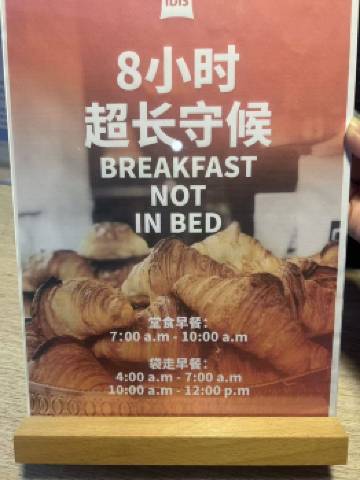 ibis
8小时
超长守候
BREAKFAST
NOT
IN BED
堂食早餐：
7:00 a.m - 10:00 a.m
袋走早餐：
4:00 a.m - 7:00 a.m
10:00 a.m - 12:00 p.m